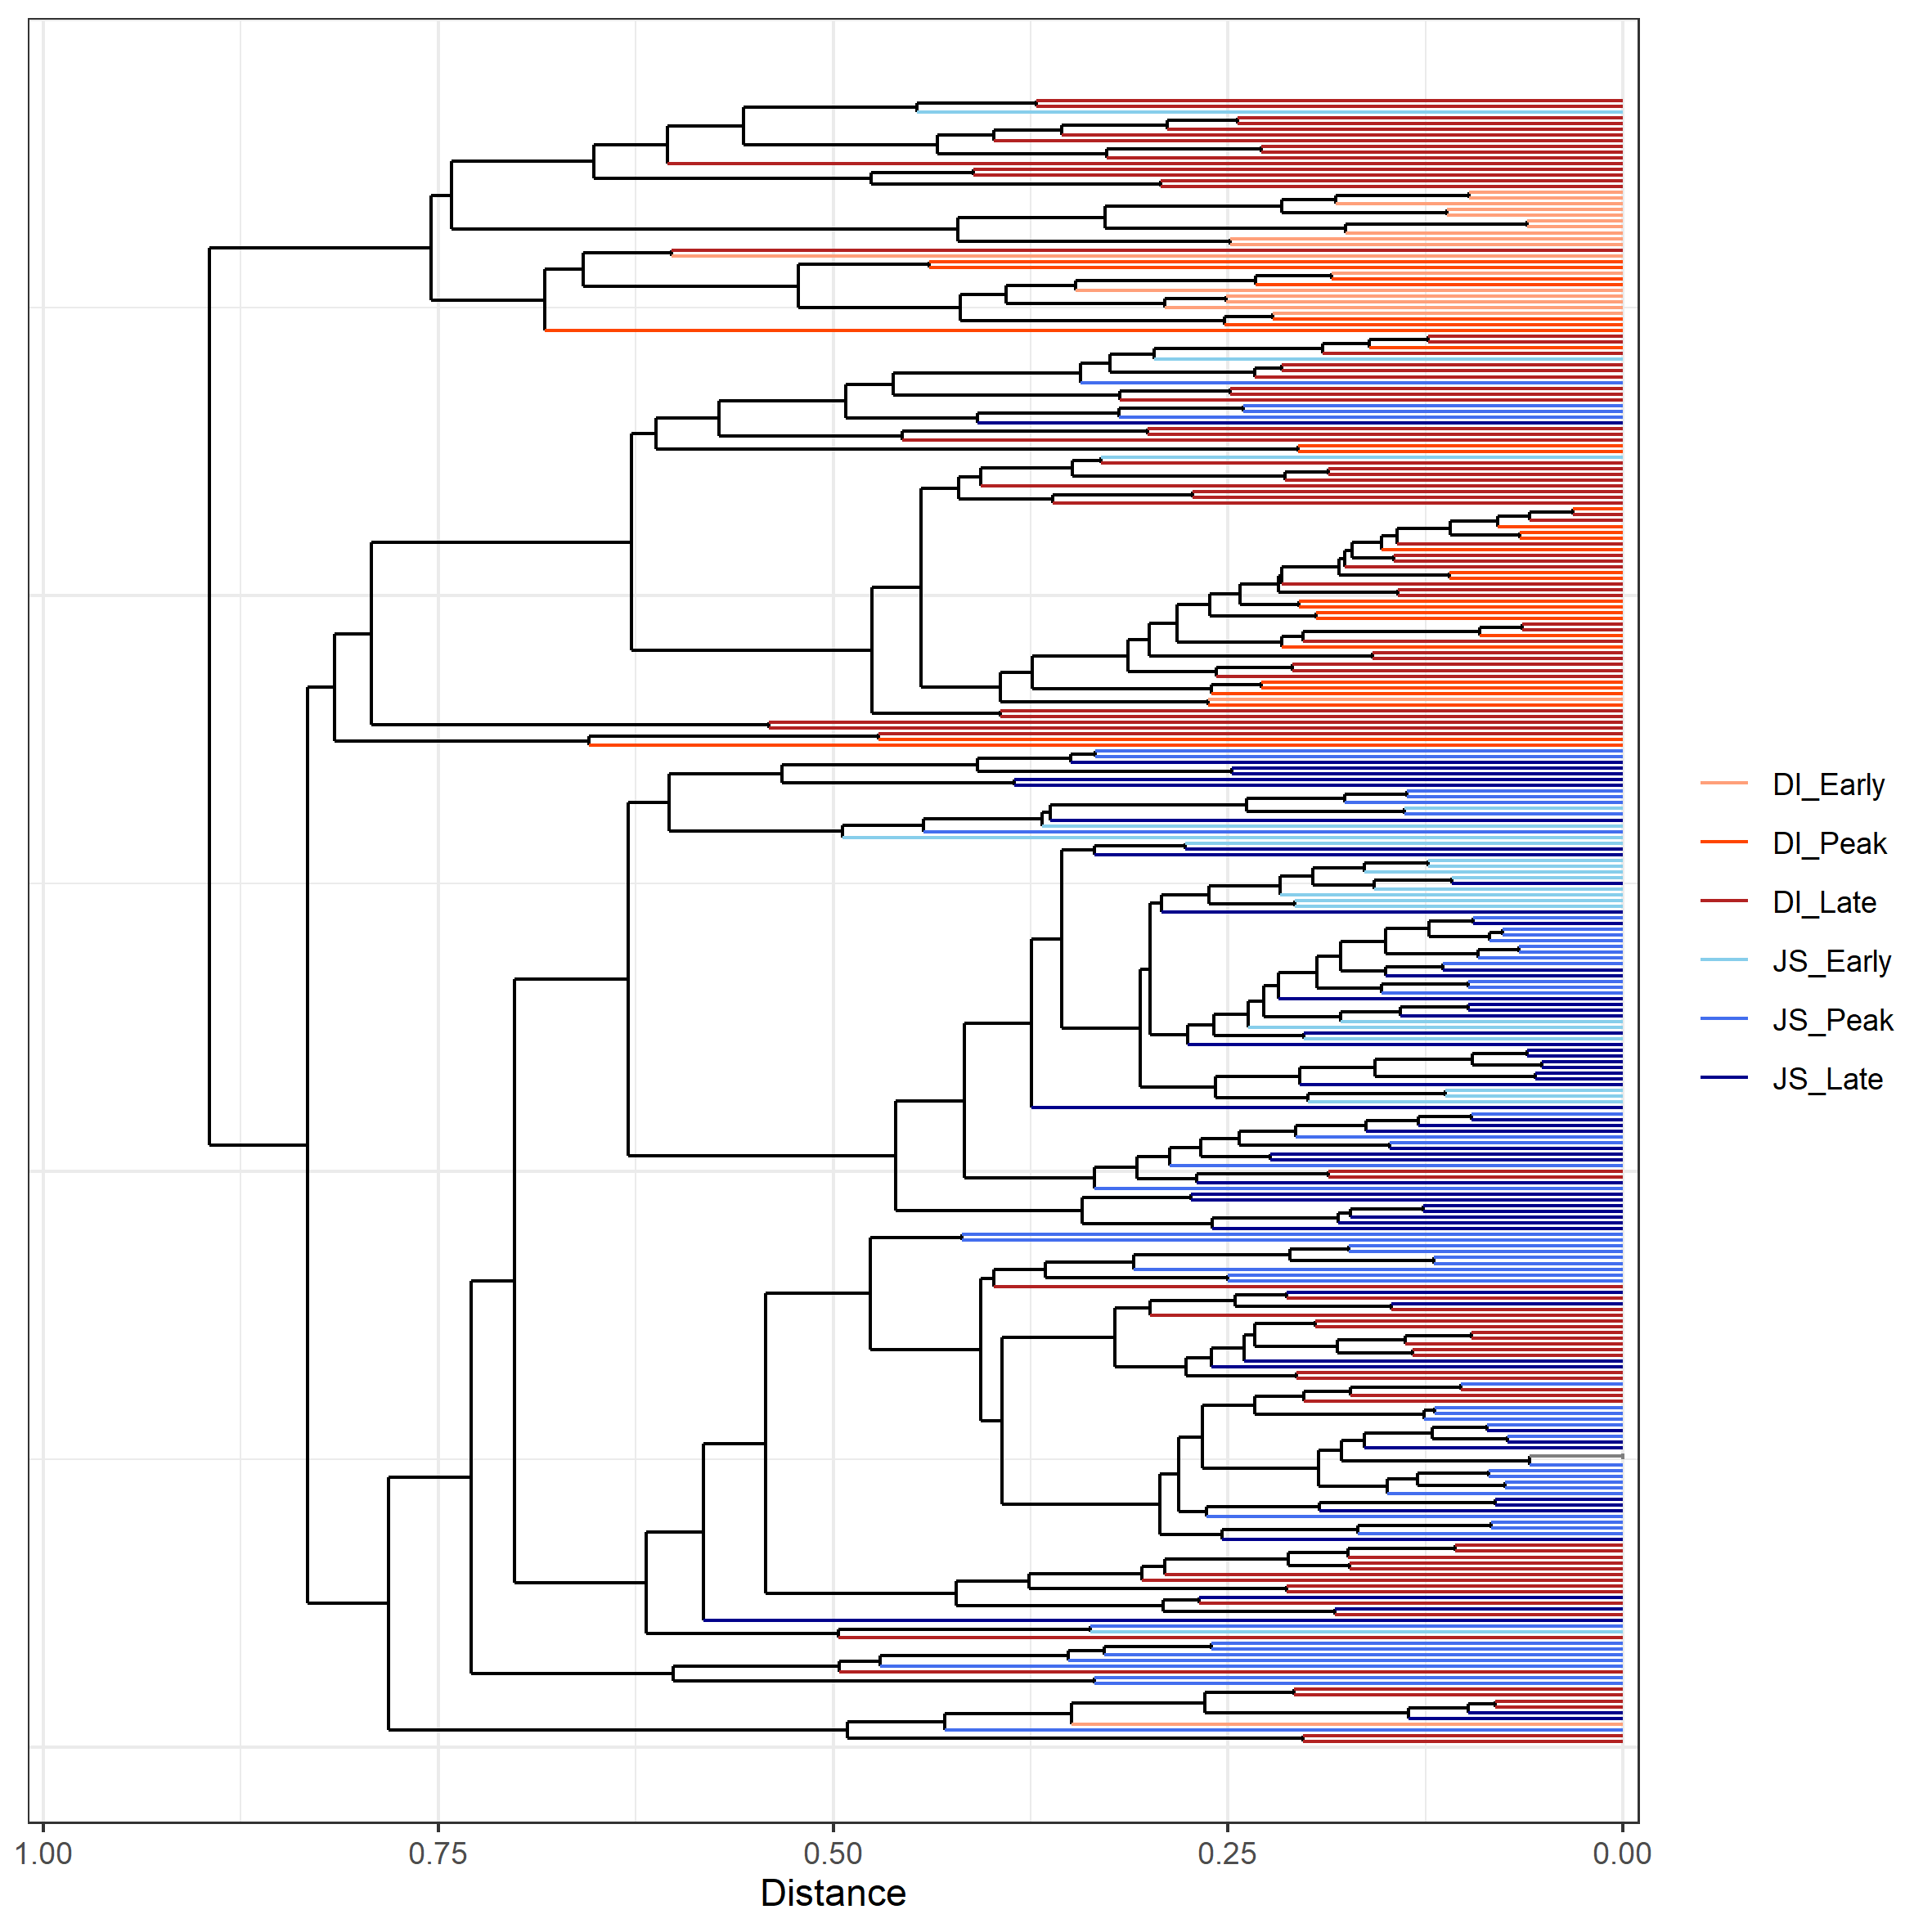 DI_Early
DI_Peak
DI_Late
JS_Early
JS_Peak
JS_Late
1.00 0.75 0.50 0.25 0.00
Distance